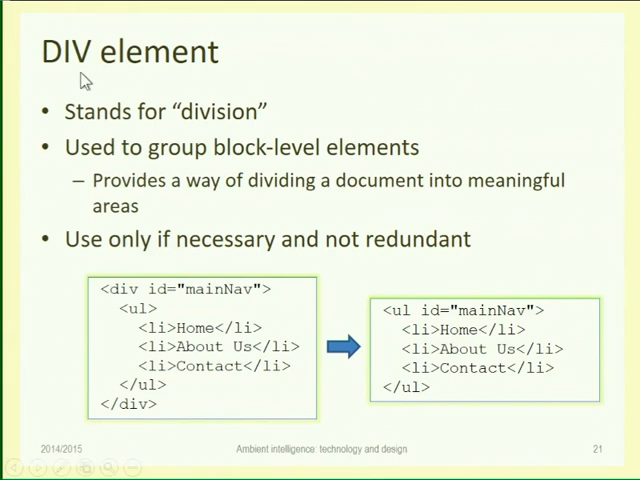 DIV element
• Stands for “division”
• Used to group block-level elements
– Provides a way of dividing a document into meaningful
areas
• Use only if necessary and not redundant
<div id="mainNav">
<ul>
<li>Home</li>
<li>About Us</li>
<li>Contact</li>
</ul>
</div>
<ul id="mainNav">
<li>Home</li>
<li>About Us</li>
<li>Contact</li>
</ul>
2014/2015
Ambient intelligence: technology and design
21